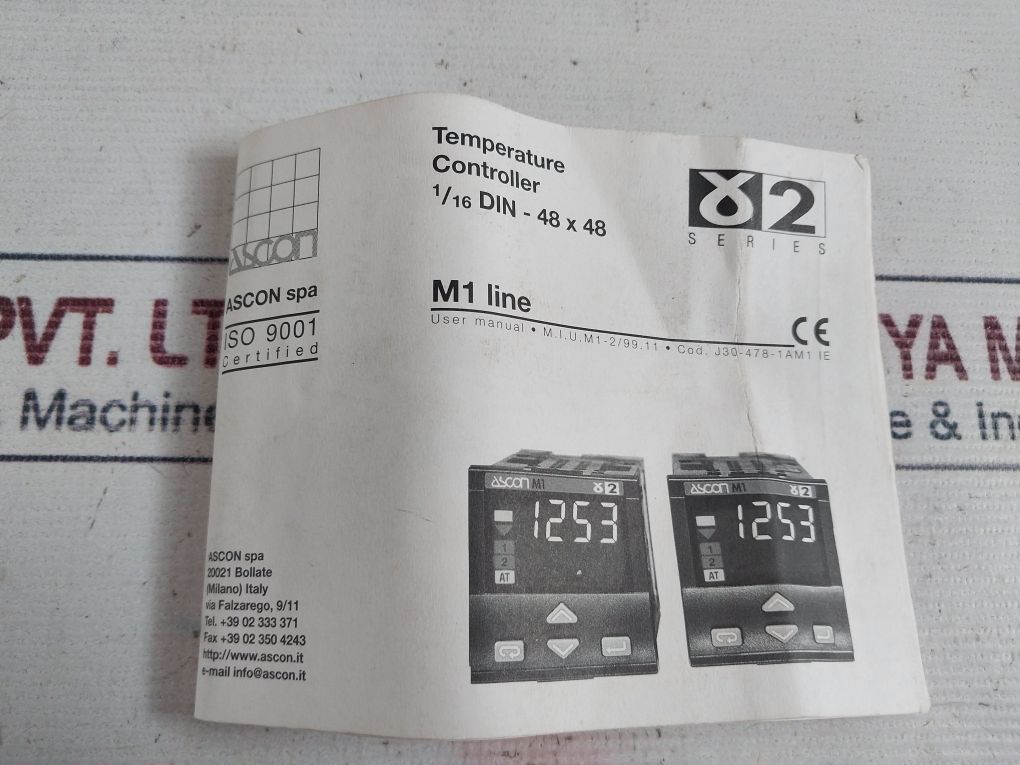 Temperature
Controller
1/16 DIN - 48 x 48
ɣ2
SERIES
ASCON
ASCON spa
ISO 9001
Certified
M1 line
CE
User manual • M.I.U.M1-2/99.11 • Cod. J30-478-1AM1 IE
ASCON M1 ɣ2
1253
1
2
AT
ASCON M1 ɣ2
1253
1
2
AT
ASCON spa
20021 Bollate
(Milano) Italy
via Falzarego, 9/11
Tel. +39 02 333 371
Fax +39 02 350 4243
http://www.ascon.it
e-mail info@ascon.it
PVT. LT
YA M
Machine
e & In